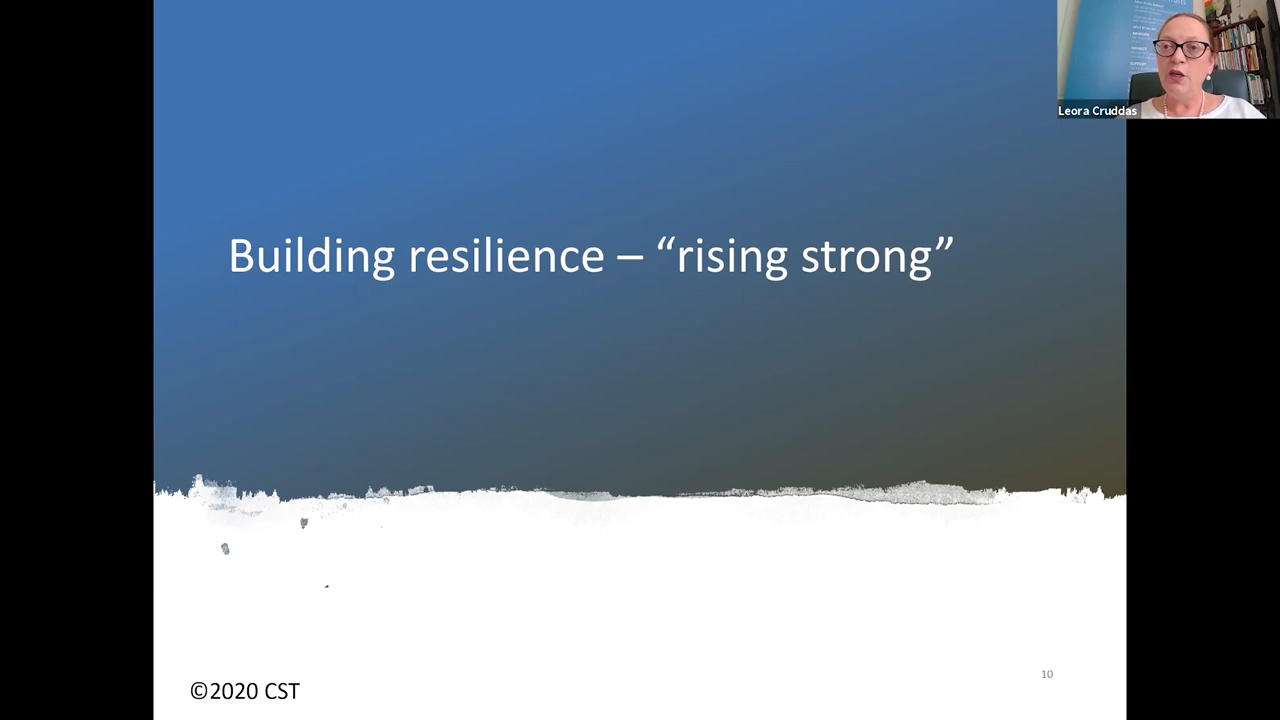 Leora Cruddas
Building resilience – “rising strong”
10
©2020 CST